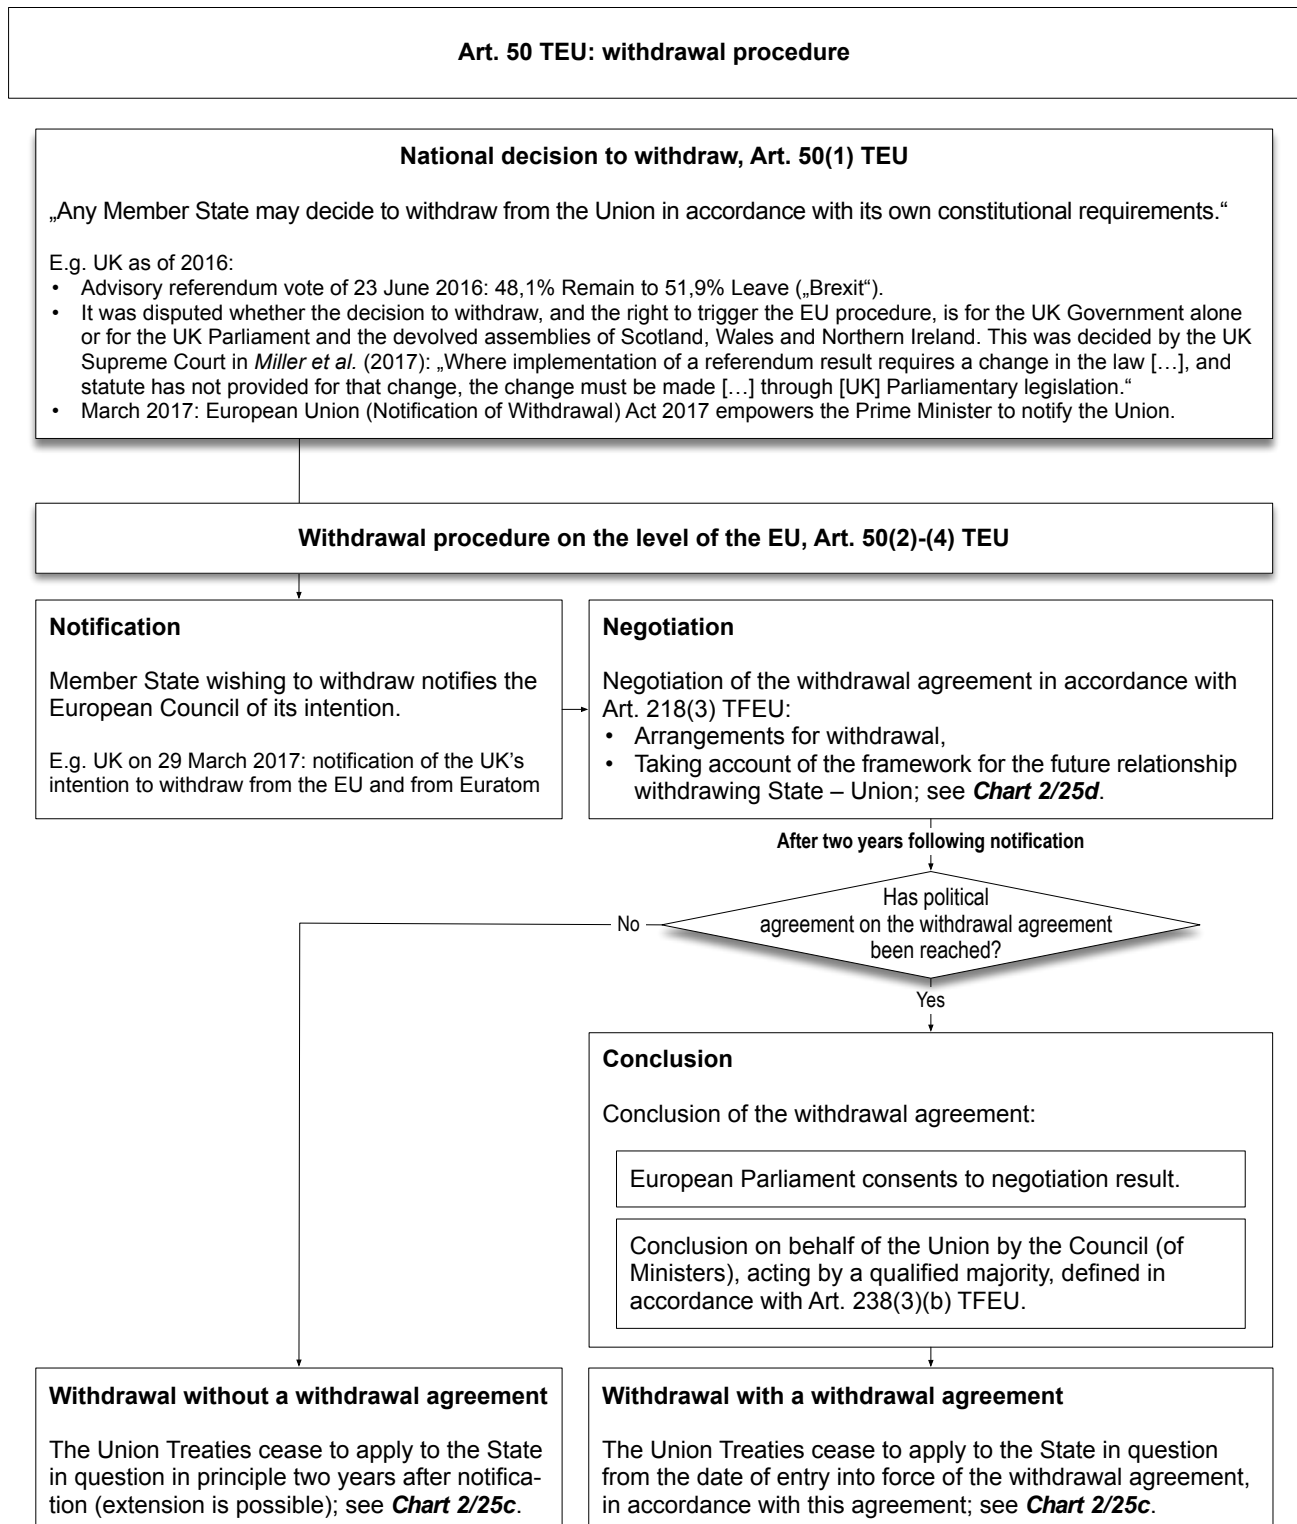 Art. 50 TEU: withdrawal procedure
National decision to withdraw, Art. 50(1) TEU
„Any Member State may decide to withdraw from the Union in accordance with its own constitutional requirements.“
E.g. UK as of 2016:
• Advisory referendum vote of 23 June 2016: 48,1% Remain to 51,9% Leave („Brexit“).
• It was disputed whether the decision to withdraw, and the right to trigger the EU procedure, is for the UK Government alone
or for the UK Parliament and the devolved assemblies of Scotland, Wales and Northern Ireland. This was decided by the UK
Supreme Court in Miller et al. (2017): „Where implementation of a referendum result requires a change in the law […], and
statute has not provided for that change, the change must be made […] through [UK] Parliamentary legislation.“
• March 2017: European Union (Notification of Withdrawal) Act 2017 empowers the Prime Minister to notify the Union.
Withdrawal procedure on the level of the EU, Art. 50(2)-(4) TEU
Notification
Member State wishing to withdraw notifies the
European Council of its intention.
E.g. UK on 29 March 2017: notification of the UK’s
intention to withdraw from the EU and from Euratom
Negotiation
Negotiation of the withdrawal agreement in accordance with
Art. 218(3) TFEU:
• Arrangements for withdrawal,
• Taking account of the framework for the future relationship
withdrawing State – Union; see Chart 2/25d.
After two years following notification
Has political
agreement on the withdrawal agreement
been reached?
No
Yes
Conclusion
Conclusion of the withdrawal agreement:
European Parliament consents to negotiation result.
Conclusion on behalf of the Union by the Council (of
Ministers), acting by a qualified majority, defined in
accordance with Art. 238(3)(b) TFEU.
Withdrawal without a withdrawal agreement
The Union Treaties cease to apply to the State
in question in principle two years after notifica-
tion (extension is possible); see Chart 2/25c.
Withdrawal with a withdrawal agreement
The Union Treaties cease to apply to the State in question
from the date of entry into force of the withdrawal agreement,
in accordance with this agreement; see Chart 2/25c.